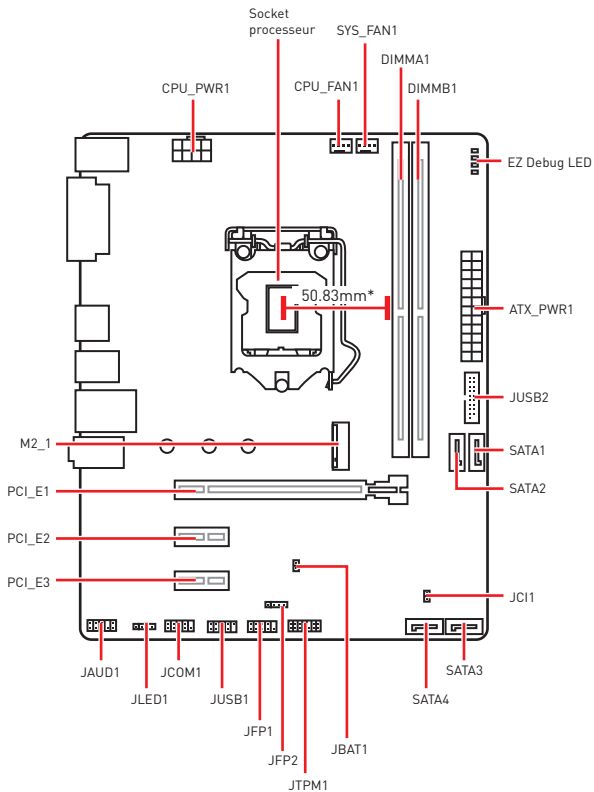 Socket
processeur
SYS_FAN1
DIMMA1
CPU_PWR1
CPU_FAN1
DIMMB1
EZ Debug LED
50.83mm*
ATX_PWR1
JUSB2
M2_1
SATA1
PCI_E1
SATA2
PCI_E2
PCI_E3
JCI1
JAUD1
JCOM1
SATA3
JLED1
JUSB1
SATA4
JFP1
JBAT1
JFP2
JTPM1